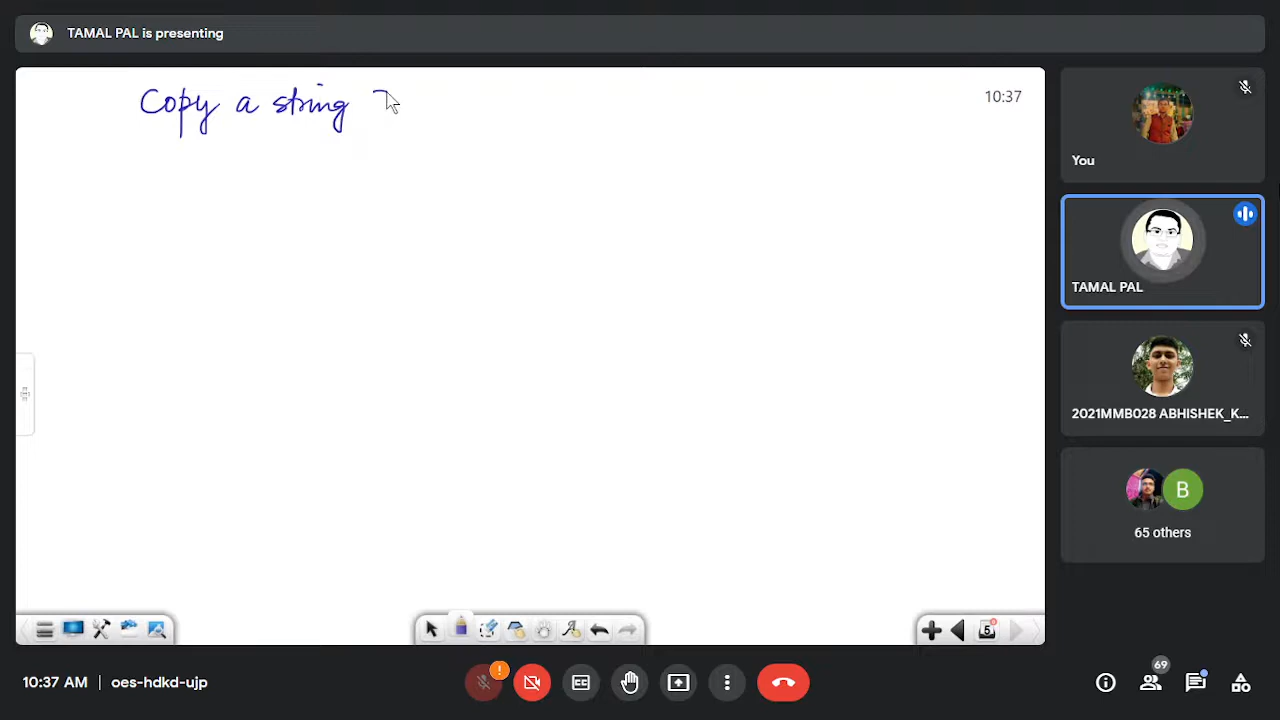 TAMAL PAL is presenting
Copy a string
10:37
You
TAMAL PAL
2021MMB028 ABHISHEK_K...
B
65 others
5
10:37 AM | oes-hdkd-ujp
69